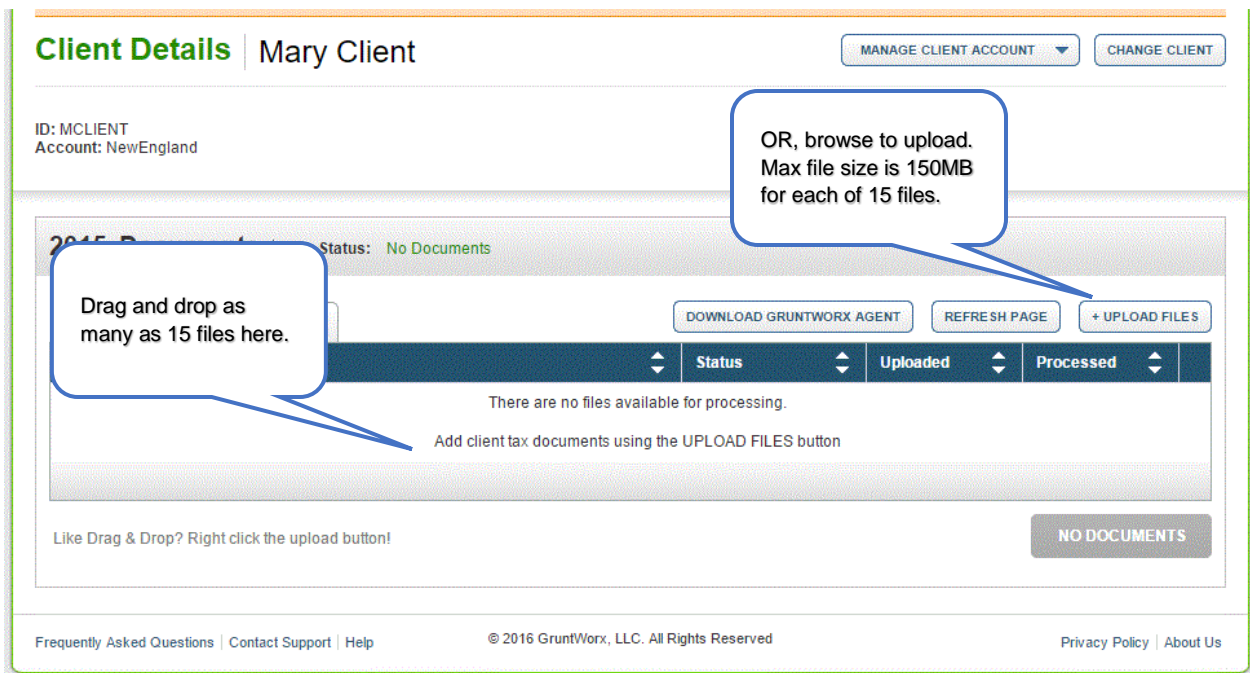 Client Details Mary Client
MANAGE CLIENT ACCOUNT
CHANGE CLIENT
ID: MCLIENT
Account: NewEngland
OR, browse to upload.
Max file size is 150MB
for each of 15 files.
Status: No Documents
Drag and drop as
many as 15 files here.
DOWNLOAD GRUNTWORX AGENT
REFRESH PAGE
+ UPLOAD FILES
Status
Uploaded
Processed
There are no files available for processing.
Add client tax documents using the UPLOAD FILES button
Like Drag & Drop? Right click the upload button!
NO DOCUMENTS
Frequently Asked Questions | Contact Support | Help
© 2016 GruntWorx, LLC. All Rights Reserved
Privacy Policy | About Us